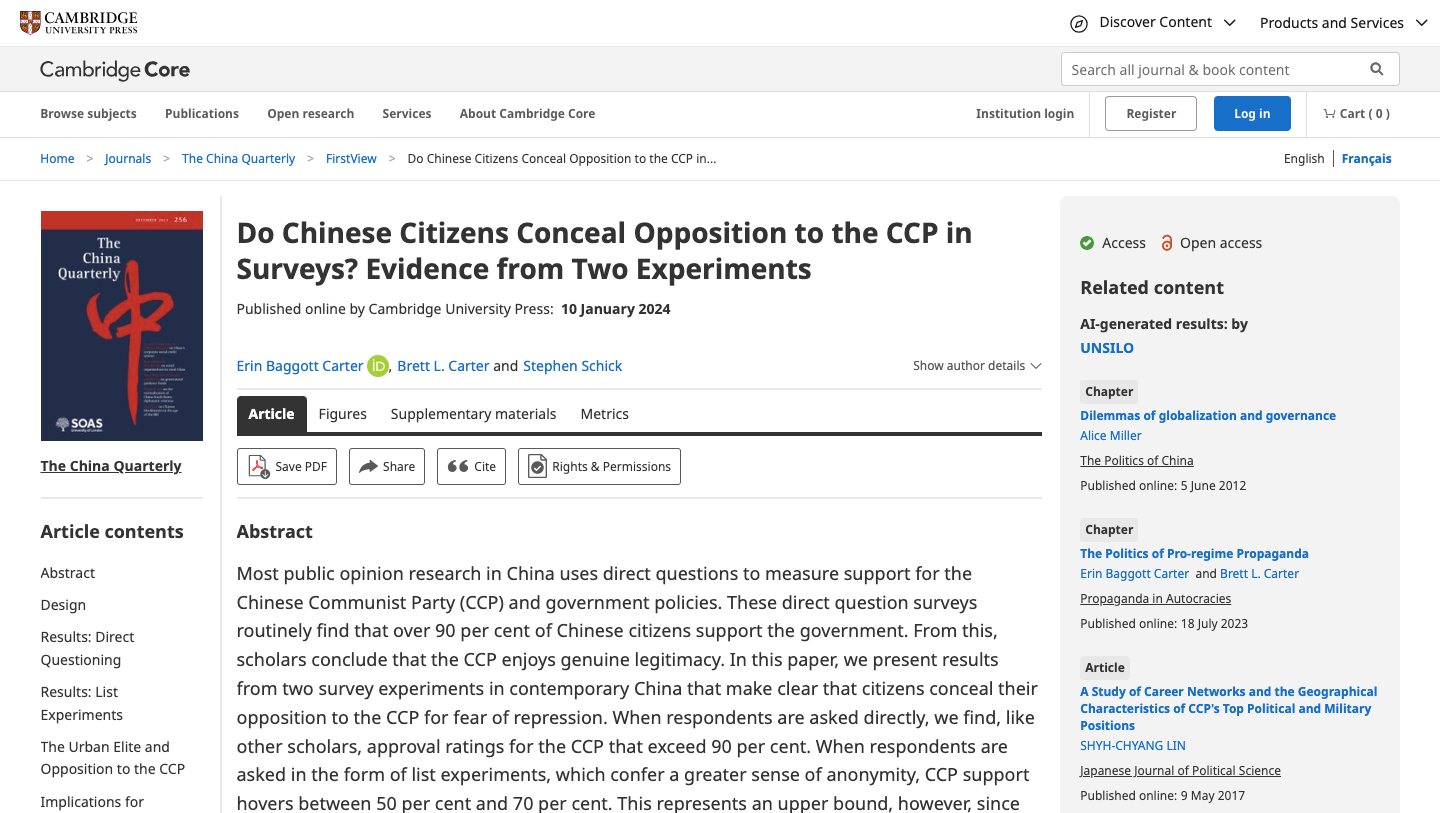 CAMBRIDGE
UNIVERSITY PRESS
Discover Content
Products and Services
Cambridge Core
Search all journal & book content
Browse subjects
Publications
Open research
Services
About Cambridge Core
Institution login
Register
Log in
Cart ( 0 )
Home > Journals > The China Quarterly > FirstView > Do Chinese Citizens Conceal Opposition to the CCP in...
English
Français
256
The
China
Quarterly
SOAS
The China Quarterly
Article contents
Abstract
Design
Results: Direct
Questioning
Results: List
Experiments
The Urban Elite and
Opposition to the CCP
Implications for
Do Chinese Citizens Conceal Opposition to the CCP in
Surveys? Evidence from Two Experiments
Published online by Cambridge University Press: 10 January 2024
Erin Baggott Carter iD, Brett L. Carter and Stephen Schick
Show author details
Article
Figures
Supplementary materials
Metrics
Save PDF
Share
Cite
Rights & Permissions
Abstract
Most public opinion research in China uses direct questions to measure support for the
Chinese Communist Party (CCP) and government policies. These direct question surveys
routinely find that over 90 per cent of Chinese citizens support the government. From this,
scholars conclude that the CCP enjoys genuine legitimacy. In this paper, we present results
from two survey experiments in contemporary China that make clear that citizens conceal their
opposition to the CCP for fear of repression. When respondents are asked directly, we find, like
other scholars, approval ratings for the CCP that exceed 90 per cent. When respondents are
asked in the form of list experiments, which confer a greater sense of anonymity, CCP support
hovers between 50 per cent and 70 per cent. This represents an upper bound, however, since
Access
Open access
Related content
AI-generated results: by
UNSILO
Chapter
Dilemmas of globalization and governance
Alice Miller
The Politics of China
Published online: 5 June 2012
Chapter
The Politics of Pro-regime Propaganda
Erin Baggott Carter and Brett L. Carter
Propaganda in Autocracies
Published online: 18 July 2023
Article
A Study of Career Networks and the Geographical
Characteristics of CCP's Top Political and Military
Positions
SHYH-CHYANG LIN
Japanese Journal of Political Science
Published online: 9 May 2017